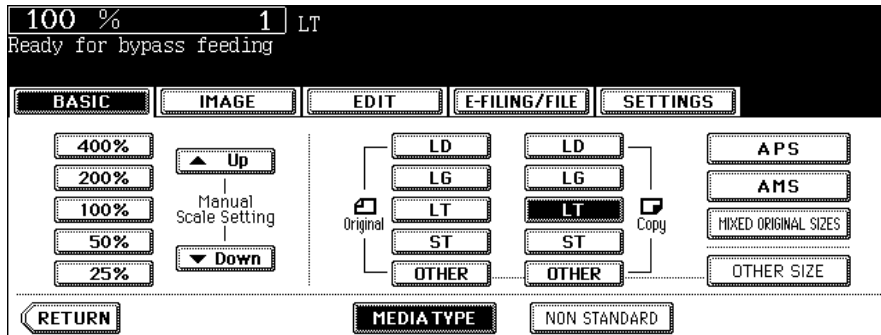 100 % 1 LT
Ready for bypass feeding
BASIC IMAGE EDIT E-FILING/FILE SETTINGS
400% LD LD APS
Up
200% LG LG AMS
100% Manual Scale Setting Original LT LT Copy MIXED ORIGINAL SIZES
50% ST ST
Down
25% OTHER OTHER OTHER SIZE
RETURN MEDIA TYPE NON STANDARD